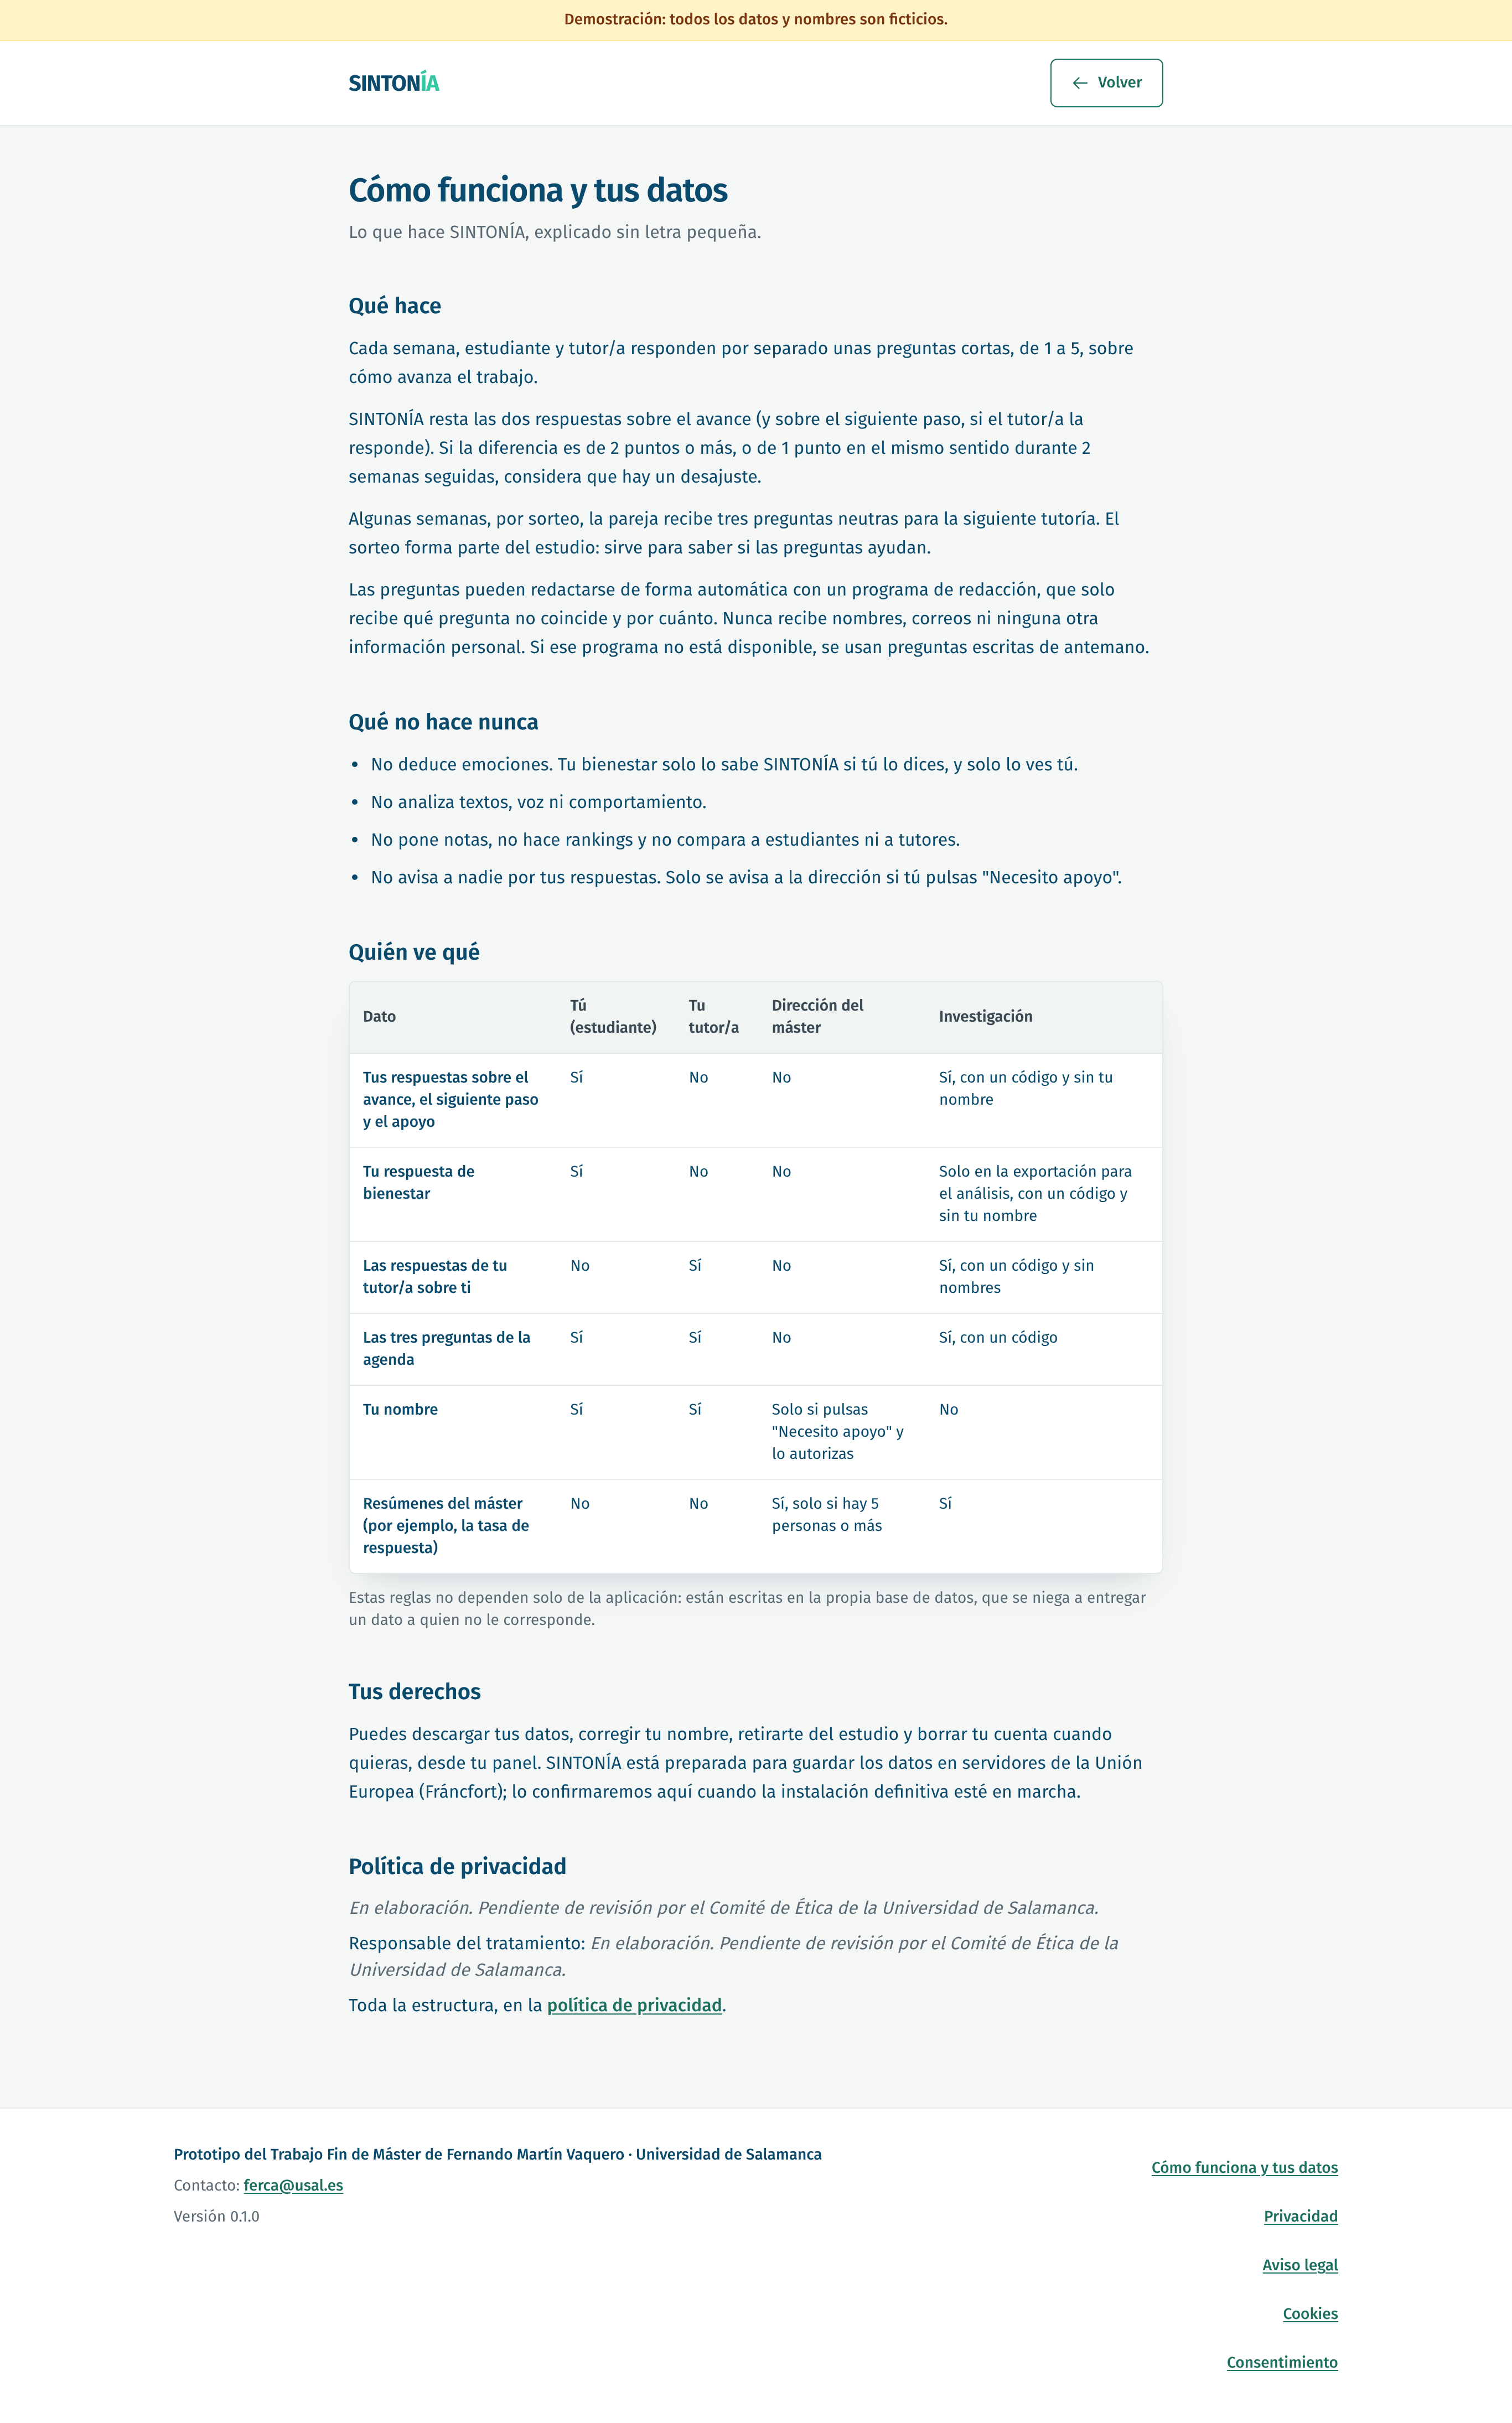 Demostración: todos los datos y nombres son ficticios.
SINTONÍA
← Volver
Cómo funciona y tus datos
Lo que hace SINTONÍA, explicado sin letra pequeña.
Qué hace
Cada semana, estudiante y tutor/a responden por separado unas preguntas cortas, de 1 a 5, sobre
cómo avanza el trabajo.
SINTONÍA resta las dos respuestas sobre el avance (y sobre el siguiente paso, si el tutor/a la
responde). Si la diferencia es de 2 puntos o más, o de 1 punto en el mismo sentido durante 2
semanas seguidas, considera que hay un desajuste.
Algunas semanas, por sorteo, la pareja recibe tres preguntas neutras para la siguiente tutoría. El
sorteo forma parte del estudio: sirve para saber si las preguntas ayudan.
Las preguntas pueden redactarse de forma automática con un programa de redacción, que solo
recibe qué pregunta no coincide y por cuánto. Nunca recibe nombres, correos ni ninguna otra
información personal. Si ese programa no está disponible, se usan preguntas escritas de antemano.
Qué no hace nunca
• No deduce emociones. Tu bienestar solo lo sabe SINTONÍA si tú lo dices, y solo lo ves tú.
• No analiza textos, voz ni comportamiento.
• No pone notas, no hace rankings y no compara a estudiantes ni a tutores.
• No avisa a nadie por tus respuestas. Solo se avisa a la dirección si tú pulsas "Necesito apoyo".
Quién ve qué
Dato
Tú
(estudiante)
Tu
tutor/a
Dirección del
máster
Investigación
Tus respuestas sobre el
avance, el siguiente paso
y el apoyo
Sí
No
No
Sí, con un código y sin tu
nombre
Tu respuesta de
bienestar
Sí
No
No
Solo en la exportación para
el análisis, con un código y
sin tu nombre
Las respuestas de tu
tutor/a sobre ti
No
Sí
No
Sí, con un código y sin
nombres
Las tres preguntas de la
agenda
Sí
Sí
No
Sí, con un código
Tu nombre
Sí
Sí
Solo si pulsas
"Necesito apoyo" y
lo autorizas
No
Resúmenes del máster
(por ejemplo, la tasa de
respuesta)
No
No
Sí, solo si hay 5
personas o más
Sí
Estas reglas no dependen solo de la aplicación: están escritas en la propia base de datos, que se niega a entregar
un dato a quien no le corresponde.
Tus derechos
Puedes descargar tus datos, corregir tu nombre, retirarte del estudio y borrar tu cuenta cuando
quieras, desde tu panel. SINTONÍA está preparada para guardar los datos en servidores de la Unión
Europea (Fráncfort); lo confirmaremos aquí cuando la instalación definitiva esté en marcha.
Política de privacidad
En elaboración. Pendiente de revisión por el Comité de Ética de la Universidad de Salamanca.
Responsable del tratamiento: En elaboración. Pendiente de revisión por el Comité de Ética de la
Universidad de Salamanca.
Toda la estructura, en la política de privacidad.
Prototipo del Trabajo Fin de Máster de Fernando Martín Vaquero · Universidad de Salamanca
Contacto: ferca@usal.es
Versión 0.1.0
Cómo funciona y tus datos
Privacidad
Aviso legal
Cookies
Consentimiento